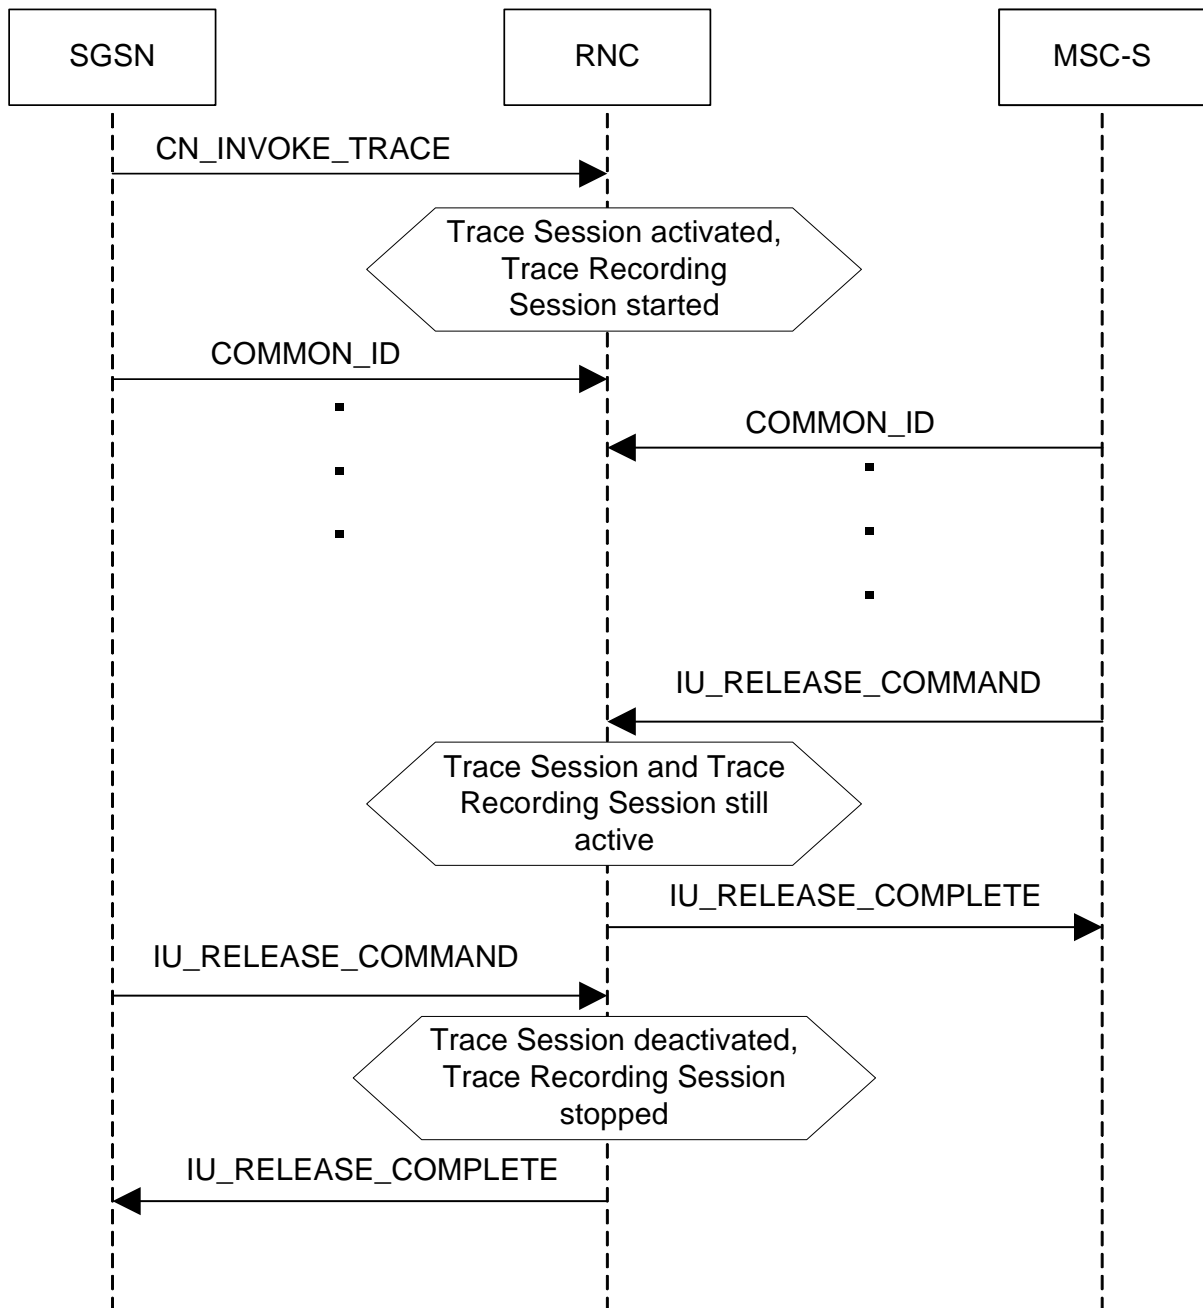 SGSN
RNC
MSC-S
CN_INVOKE_TRACE
Trace Session activated,
Trace Recording
Session started
COMMON_ID
COMMON_ID
IU_RELEASE_COMMAND
Trace Session and Trace
Recording Session still
active
IU_RELEASE_COMPLETE
IU_RELEASE_COMMAND
Trace Session deactivated,
Trace Recording Session
stopped
IU_RELEASE_COMPLETE